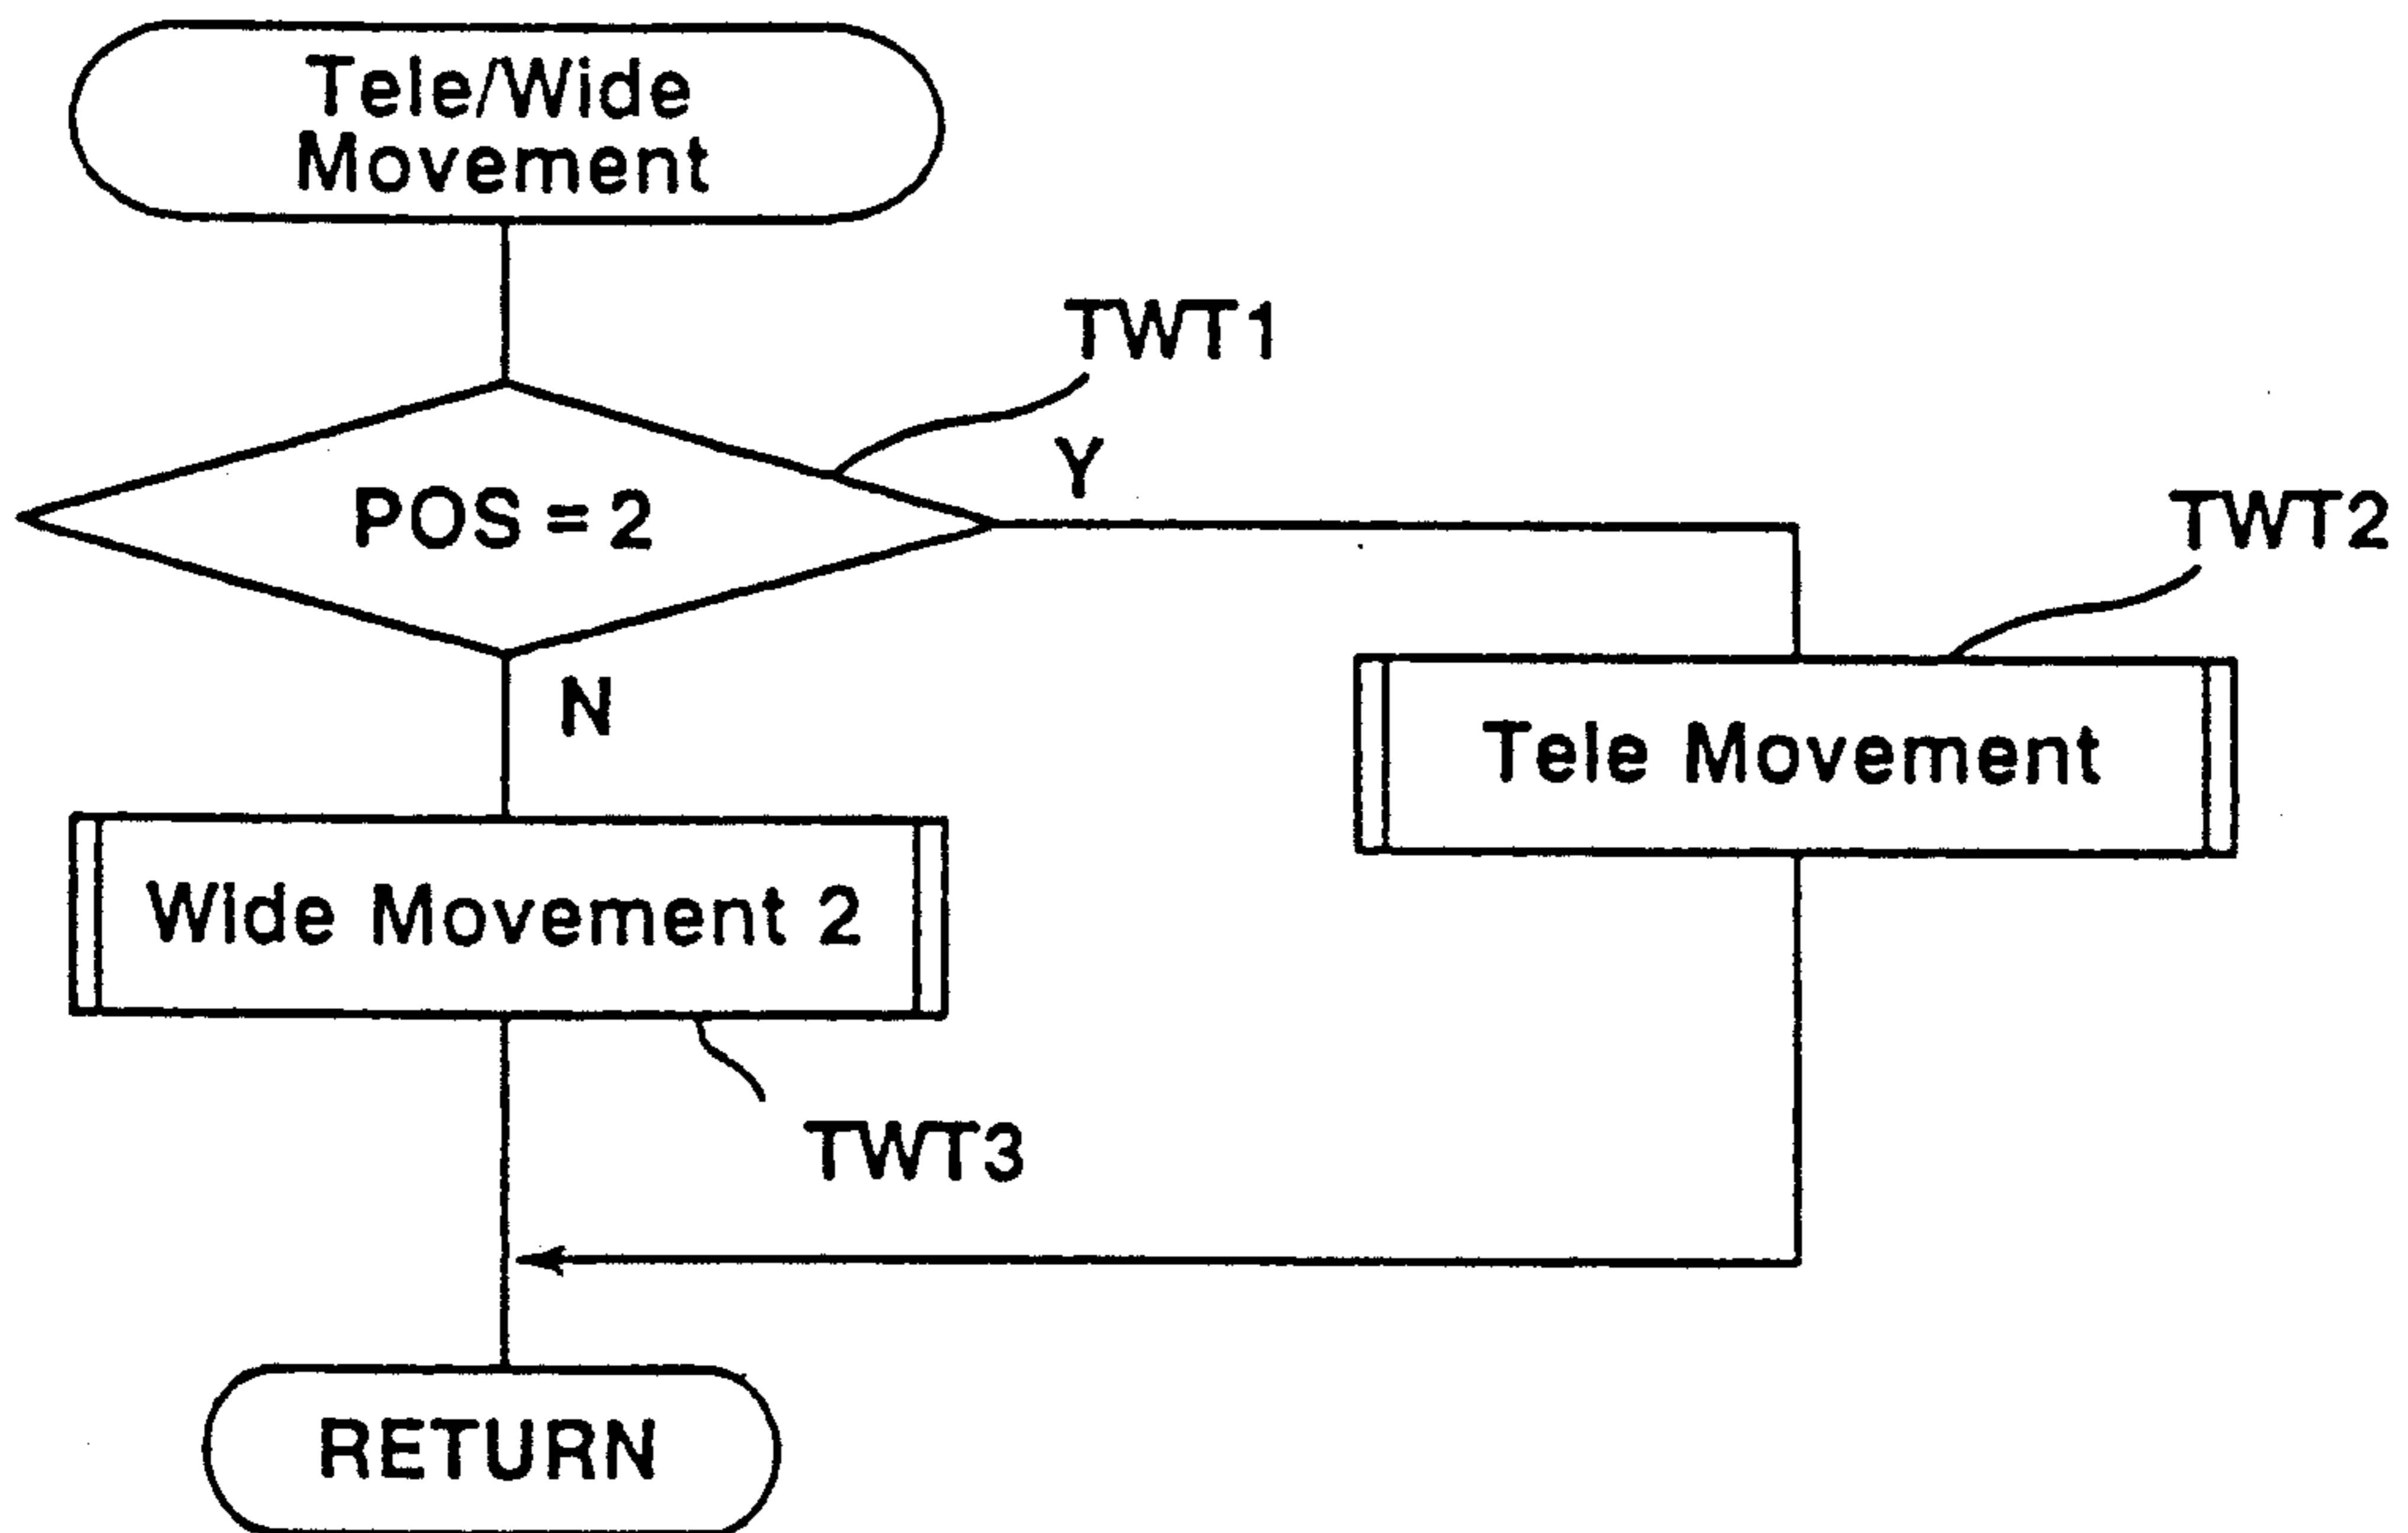 Tele/Wide
Movement
TWT1
POS = 2
Y
TWT2
N
Tele Movement
Wide Movement 2
TWT3
RETURN